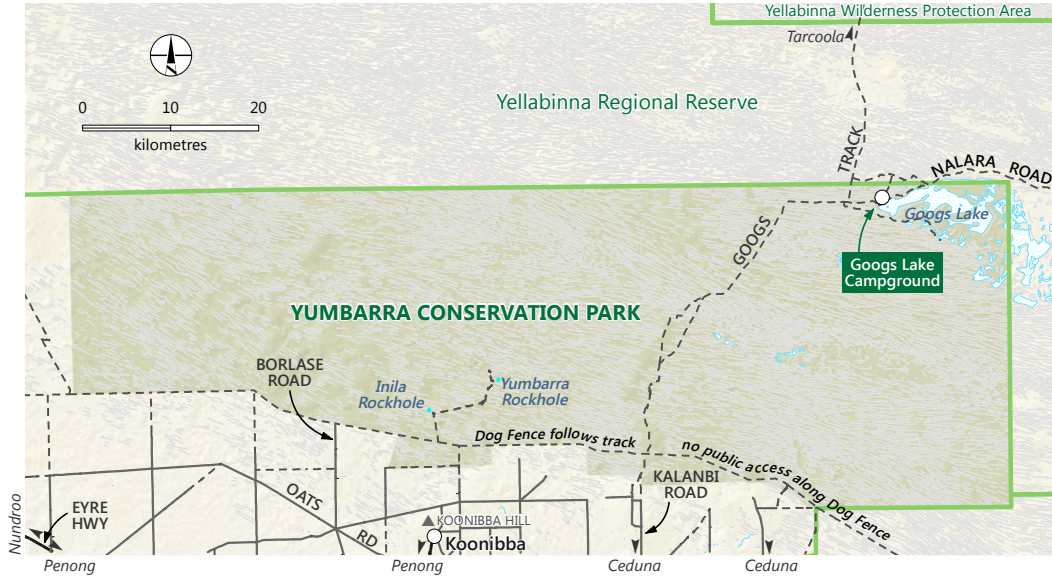 Yellabinna Wilderness Protection Area
Tarcoola
0 10 20
kilometres
Yellabinna Regional Reserve
TRACK
NALARA ROAD
Googs Lake
GOOGS
Googs Lake
Campground
YUMBARRA CONSERVATION PARK
BORLASE
ROAD
Inila
Rockhole
Yumbarra
Rockhole
Dog Fence follows track
no public access along Dog Fence
KALANBI
ROAD
OATS
RD
EYRE
HWY
Nundroo
KOONIBBA HILL
Koonibba
Penong
Penong
Ceduna
Ceduna